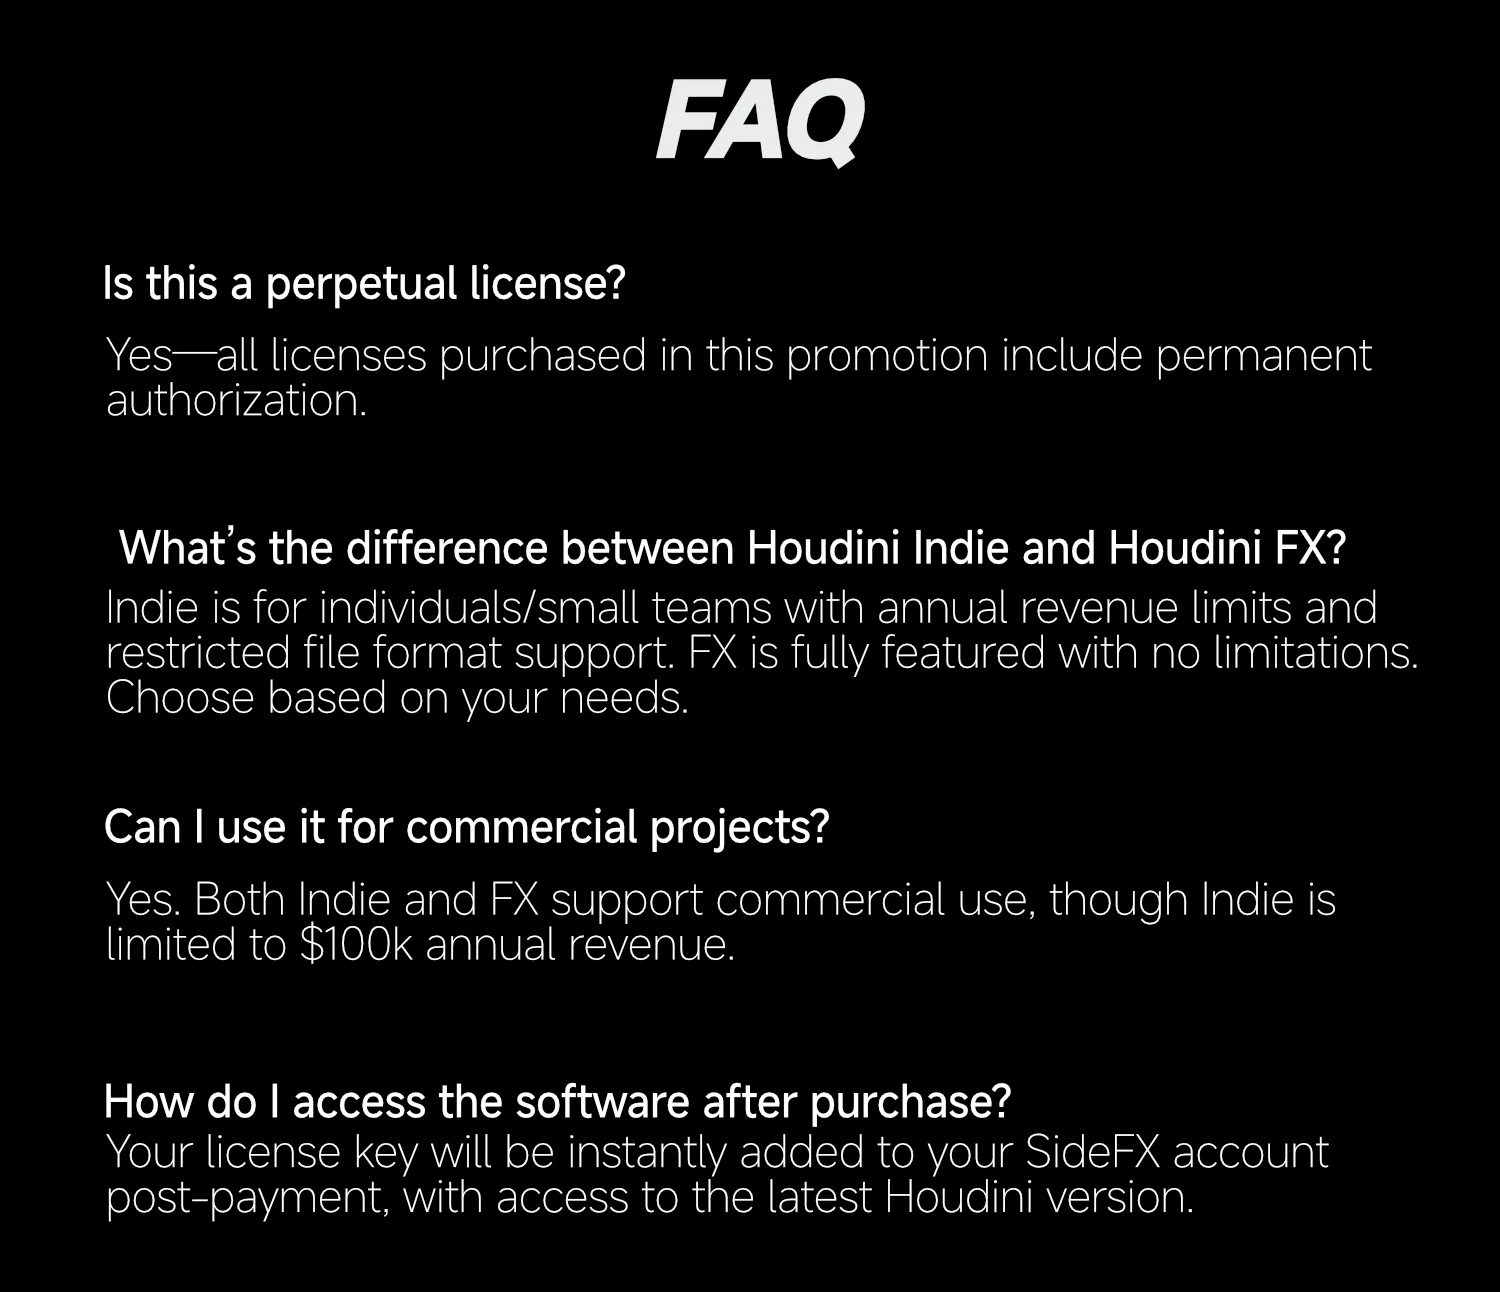 FAQ
Is this a perpetual license?
Yes—all licenses purchased in this promotion include permanent
authorization.
What’s the difference between Houdini Indie and Houdini FX?
Indie is for individuals/small teams with annual revenue limits and
restricted file format support. FX is fully featured with no limitations.
Choose based on your needs.
Can I use it for commercial projects?
Yes. Both Indie and FX support commercial use, though Indie is
limited to $100k annual revenue.
How do I access the software after purchase?
Your license key will be instantly added to your SideFX account
post-payment, with access to the latest Houdini version.